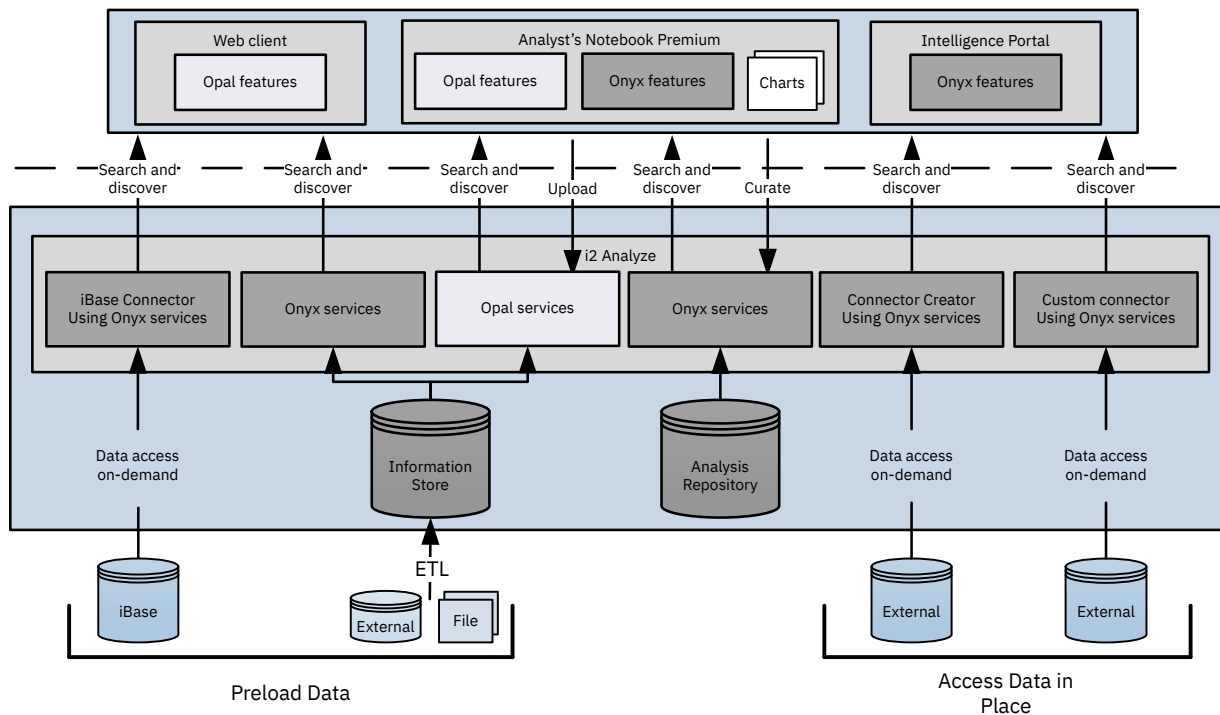 Web client
Opal features
Analyst's Notebook Premium
Opal features
Onyx features
Charts
Intelligence Portal
Onyx features
Search and
discover
Search and
discover
Search and
discover
Upload
Search and
discover
Curate
Search and
discover
Search and
discover
i2 Analyze
iBase Connector
Using Onyx services
Onyx services
Opal services
Onyx services
Connector Creator
Using Onyx services
Custom connector
Using Onyx services
Data access
on-demand
Information
Store
Analysis
Repository
Data access
on-demand
Data access
on-demand
ETL
iBase
External
File
External
External
Preload Data
Access Data in
Place